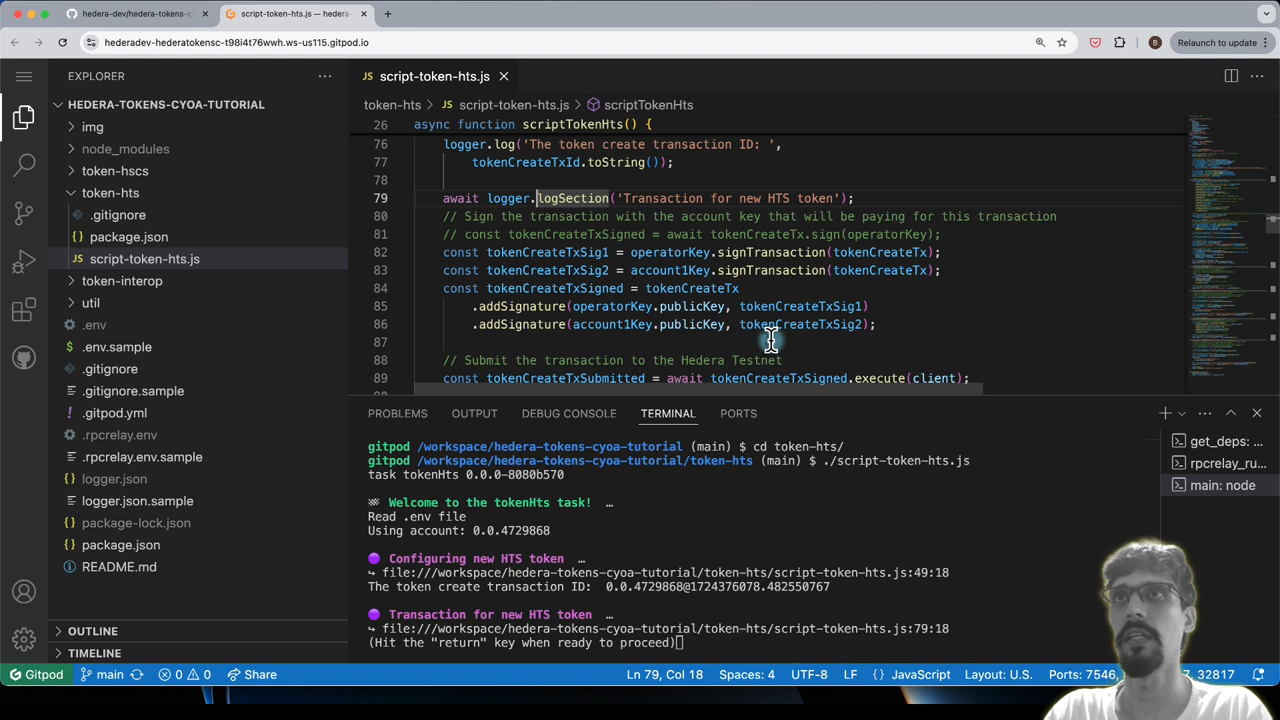 hedera-dev/hedera-tokens-c
script-token-hts.js — hedera-
hederadev-hederatokensc-t98i4t76wwh.ws-us115.gitpod.io
B
Relaunch to update
EXPLORER
HEDERA-TOKENS-CYOA-TUTORIAL
img
node_modules
token-hscs
token-hts
.gitignore
package.json
JS script-token-hts.js
token-interop
util
.env
.env.sample
.gitignore
.gitignore.sample
.gitpod.yml
.rpcrelay.env
.rpcrelay.env.sample
logger.json
logger.json.sample
package-lock.json
package.json
README.md
OUTLINE
TIMELINE
JS script-token-hts.js
token-hts > JS script-token-hts.js > scriptTokenHts
26 async function scriptTokenHts() {
76 logger.log('The token create transaction ID: ',
77 tokenCreateTxId.toString());
78
79 await logger.logSection('Transaction for new HTS token');
80 // Sign the transaction with the account key that will be paying for this transaction
81 // const tokenCreateTxSigned = await tokenCreateTx.sign(operatorKey);
82 const tokenCreateTxSig1 = operatorKey.signTransaction(tokenCreateTx);
83 const tokenCreateTxSig2 = account1Key.signTransaction(tokenCreateTx);
84 const tokenCreateTxSigned = tokenCreateTx
85 .addSignature(operatorKey.publicKey, tokenCreateTxSig1)
86 .addSignature(account1Key.publicKey, tokenCreateTxSig2);
87
88 // Submit the transaction to the Hedera Testnet
89 const tokenCreateTxSubmitted = await tokenCreateTxSigned.execute(client);
PROBLEMS OUTPUT DEBUG CONSOLE TERMINAL PORTS
gitpod /workspace/hedera-tokens-cyoa-tutorial (main) $ cd token-hts/
gitpod /workspace/hedera-tokens-cyoa-tutorial/token-hts (main) $ ./script-token-hts.js
task tokenHts 0.0.0-8080b570
Welcome to the tokenHts task! …
Read .env file
Using account: 0.0.4729868
Configuring new HTS token …
↪ file:///workspace/hedera-tokens-cyoa-tutorial/token-hts/script-token-hts.js:49:18
The token create transaction ID: 0.0.4729868@1724376078.482550767
Transaction for new HTS token …
↪ file:///workspace/hedera-tokens-cyoa-tutorial/token-hts/script-token-hts.js:79:18
(Hit the "return" key when ready to proceed)
get_deps: ...
rpcrelay_ru...
main: node
Gitpod main 0 0 Share Ln 79, Col 18 Spaces: 4 UTF-8 LF {} JavaScript Layout: U.S. Ports: 7546, 32817